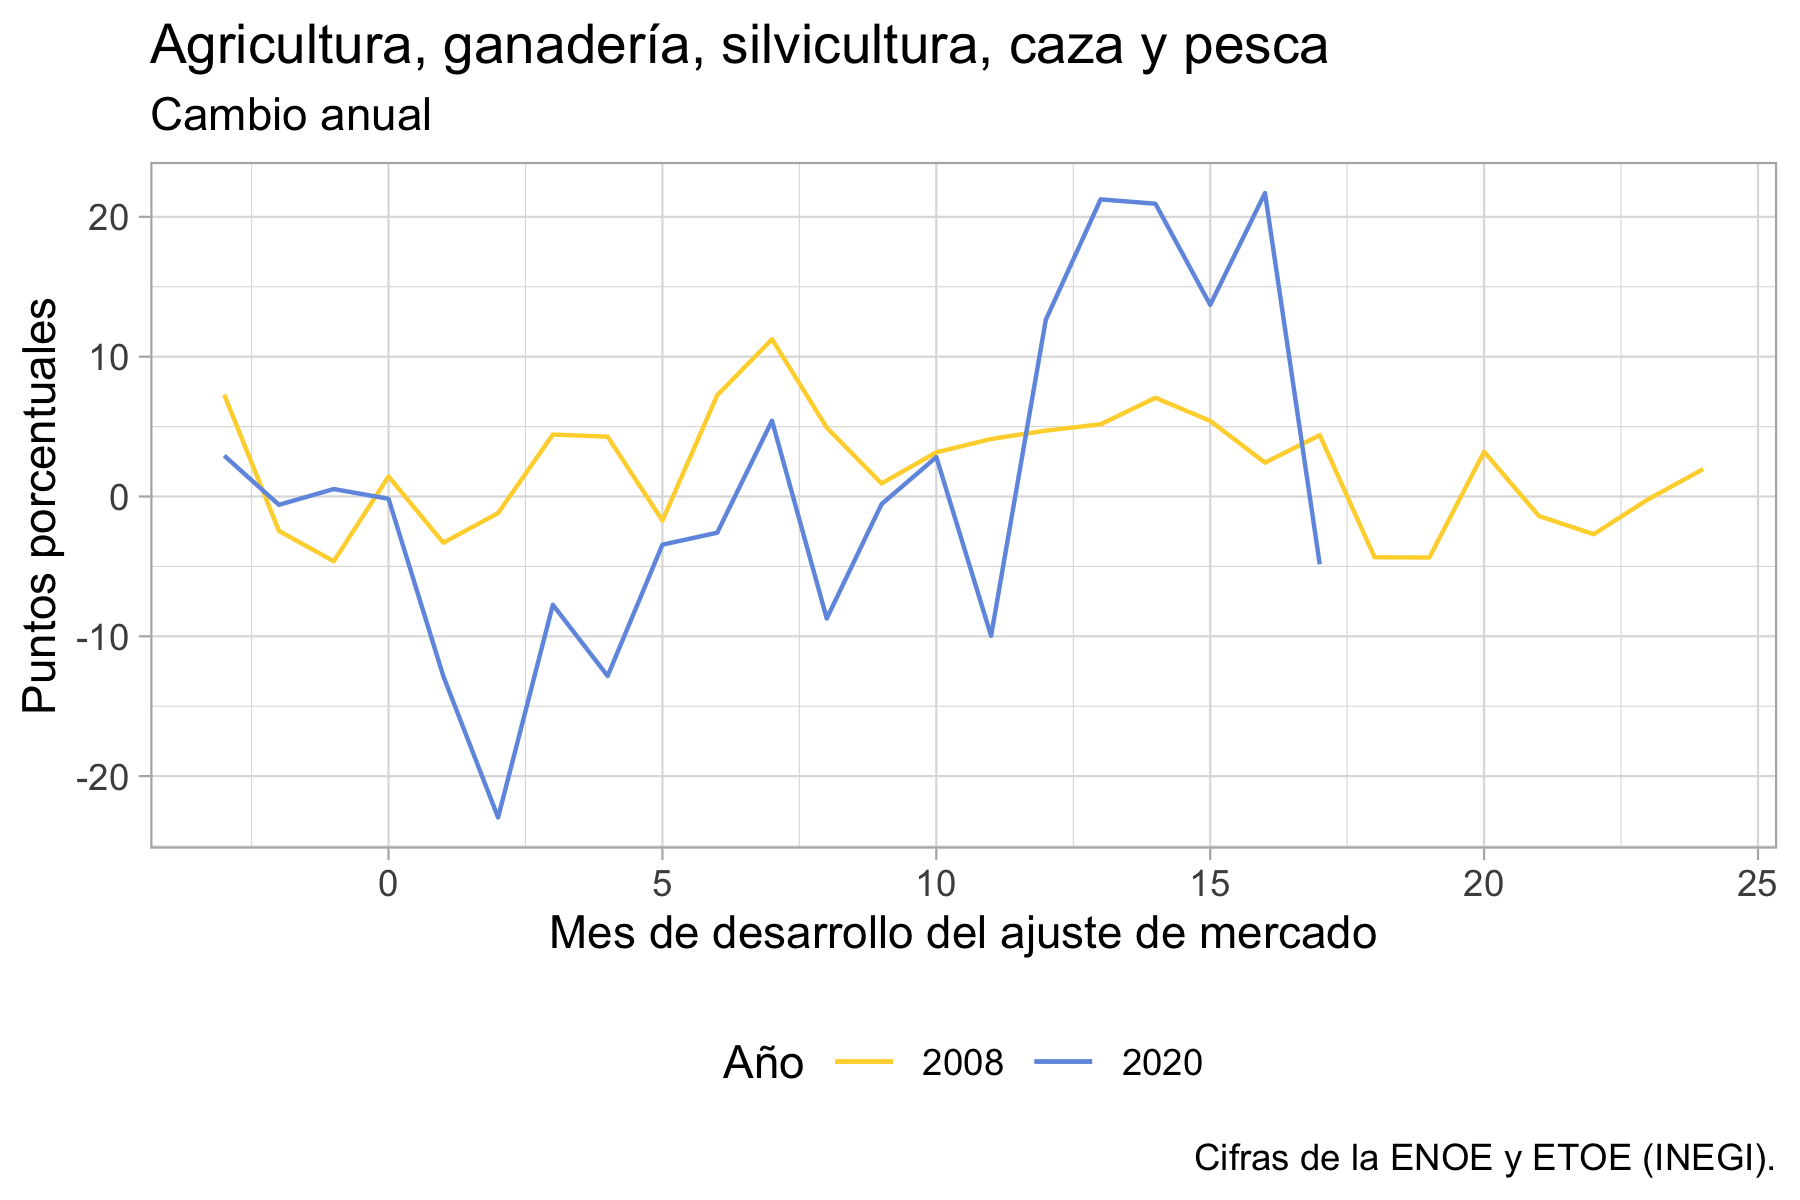 Agricultura, ganadería, silvicultura, caza y pesca
Cambio anual
Puntos porcentuales
20
10
0
-10
-20
0 5 10 15 20 25
Mes de desarrollo del ajuste de mercado
Año 2008 2020
Cifras de la ENOE y ETOE (INEGI).